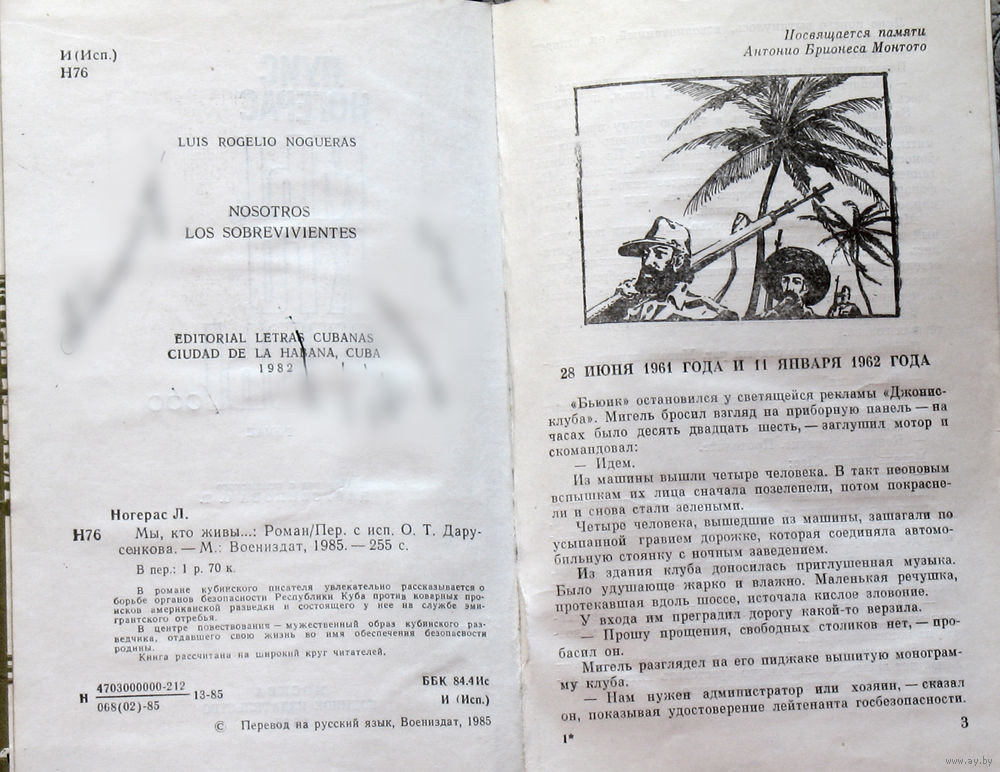 И (Исп.)
Н76
LUIS ROGELIO NOGUERAS
NOSOTROS
LOS SOBREVIVIENTES
EDITORIAL LETRAS CUBANAS
CIUDAD DE LA HABANA, CUBA
1982
Ногерас Л.
Н76 Мы, кто живы...: Роман/Пер. с исп. О. Т. Дару-
сенкова. — М.: Воениздат, 1985. — 255 с.
В пер.: 1 р. 70 к.
В романе кубинского писателя увлекательно рассказывается о
борьбе органов безопасности Республики Куба против коварных про-
исков американской разведки и состоящего у нее на службе эми-
грантского отребья.
В центре повествования — мужественный образ кубинского раз-
ведчика, отдавшего свою жизнь во имя обеспечения безопасности
родины.
Книга рассчитана на широкий круг читателей.
Н 4703000000-212 / 068(02)-85 13-85
ББК 84.4Ис
И (Исп.)
© Перевод на русский язык, Воениздат, 1985
Посвящается памяти
Антонио Брионеса Монтото
28 ИЮНЯ 1961 ГОДА И 11 ЯНВАРЯ 1962 ГОДА
«Бьюик» остановился у светящейся рекламы «Джонис-
клуба». Мигель бросил взгляд на приборную панель — на
часах было десять двадцать шесть, — заглушил мотор и
скомандовал:
— Идем.
Из машины вышли четыре человека. В такт неоновым
вспышкам их лица сначала позеленели, потом покрасне-
ли и снова стали зелеными.
Четыре человека, вышедшие из машины, зашагали по
усыпанной гравием дорожке, которая соединяла автомо-
бильную стоянку с ночным заведением.
Из здания клуба доносилась приглушенная музыка.
Было удушающе жарко и влажно. Маленькая речушка,
протекавшая вдоль шоссе, источала кислое зловоние.
У входа им преградил дорогу какой-то верзила.
— Прошу прощения, свободных столиков нет, — про-
басил он.
Мигель разглядел на его пиджаке вышитую монограм-
му клуба.
— Нам нужен администратор или хозяин, — сказал
он, показывая удостоверение лейтенанта госбезопасности.
1*
3
www.ay.by